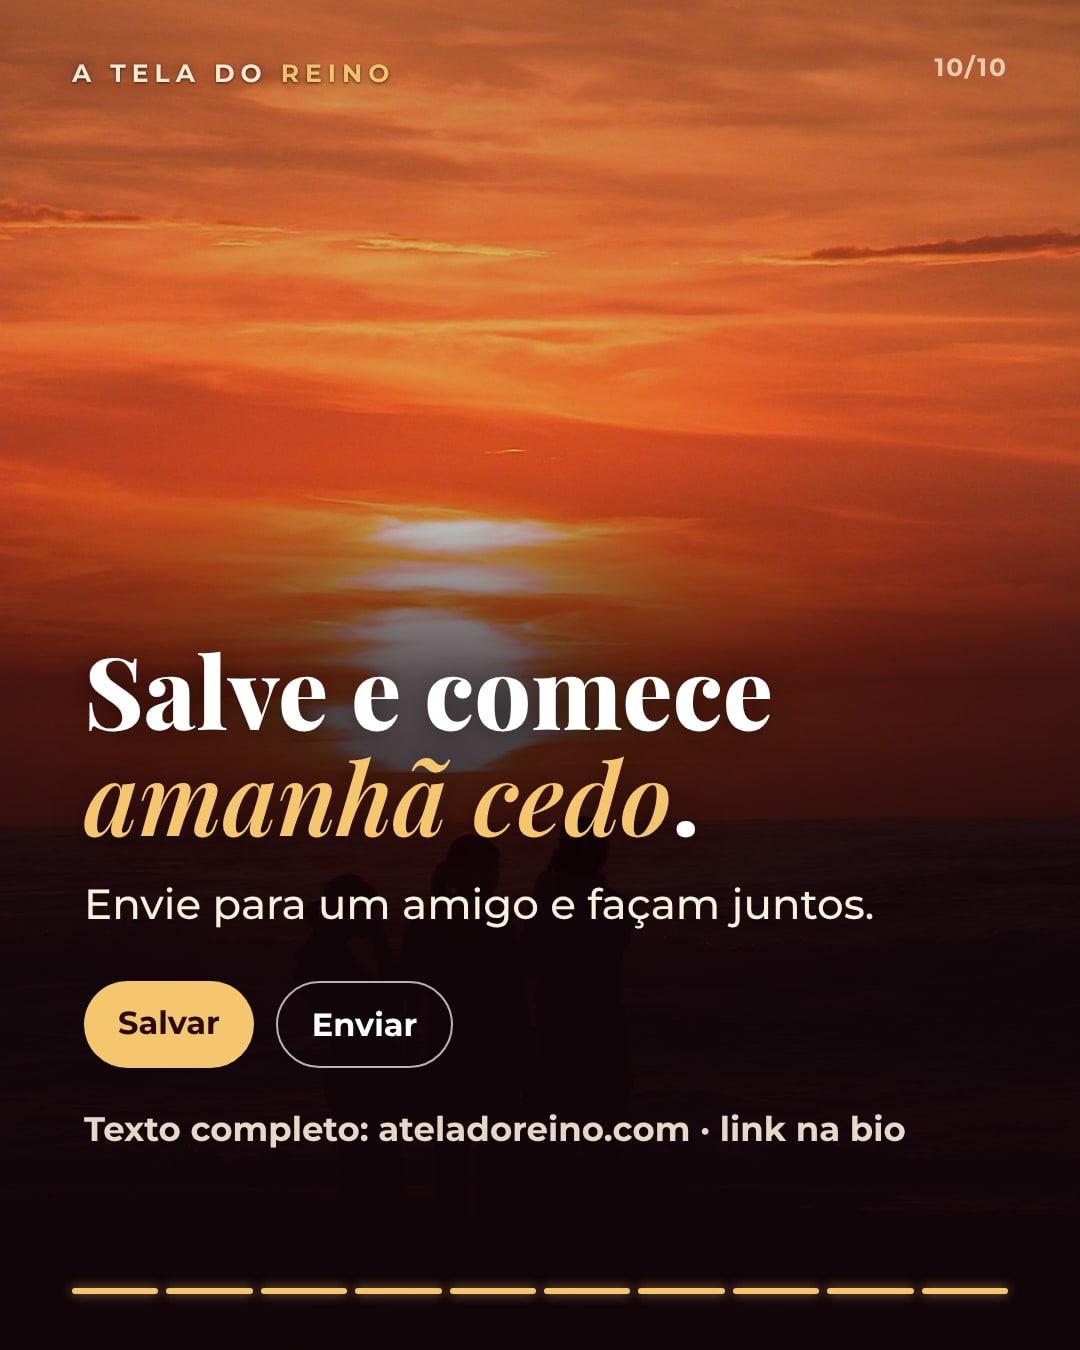 A TELA DO REINO
10/10
Salve e comece
amanhã cedo.
Envie para um amigo e façam juntos.
Salvar
Enviar
Texto completo: ateladoreino.com · link na bio